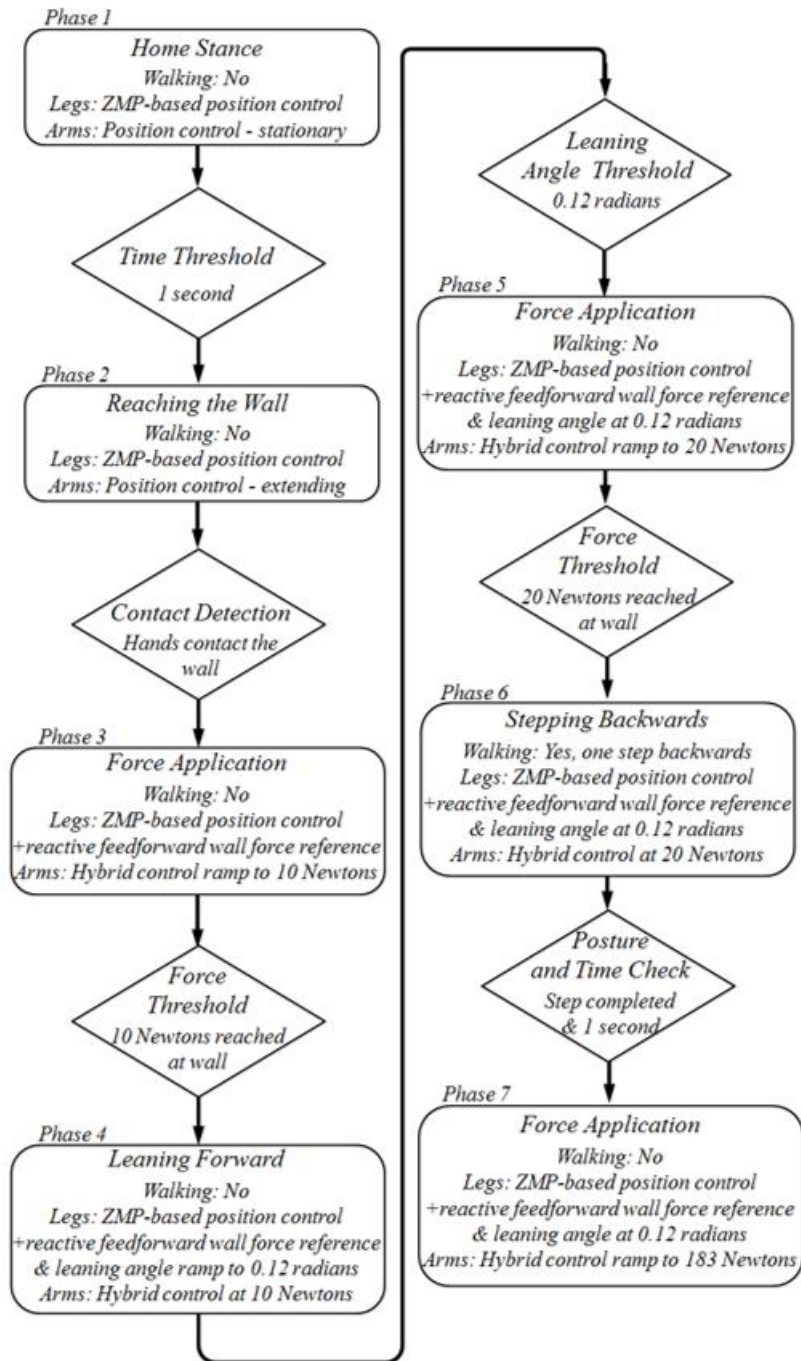 Phase 1
Home Stance
Walking: No
Legs: ZMP-based position control
Arms: Position control - stationary
Time Threshold
1 second
Phase 2
Reaching the Wall
Walking: No
Legs: ZMP-based position control
Arms: Position control - extending
Contact Detection
Hands contact the
wall
Phase 3
Force Application
Walking: No
Legs: ZMP-based position control
+reactive feedforward wall force reference
Arms: Hybrid control ramp to 10 Newtons
Force
Threshold
10 Newtons reached
at wall
Phase 4
Leaning Forward
Walking: No
Legs: ZMP-based position control
+reactive feedforward wall force reference
& leaning angle ramp to 0.12 radians
Arms: Hybrid control at 10 Newtons
Leaning
Angle Threshold
0.12 radians
Phase 5
Force Application
Walking: No
Legs: ZMP-based position control
+reactive feedforward wall force reference
& leaning angle at 0.12 radians
Arms: Hybrid control ramp to 20 Newtons
Force
Threshold
20 Newtons reached
at wall
Phase 6
Stepping Backwards
Walking: Yes, one step backwards
Legs: ZMP-based position control
+reactive feedforward wall force reference
& leaning angle at 0.12 radians
Arms: Hybrid control at 20 Newtons
Posture
and Time Check
Step completed
& 1 second
Phase 7
Force Application
Walking: No
Legs: ZMP-based position control
+reactive feedforward wall force reference
& leaning angle at 0.12 radians
Arms: Hybrid control ramp to 183 Newtons